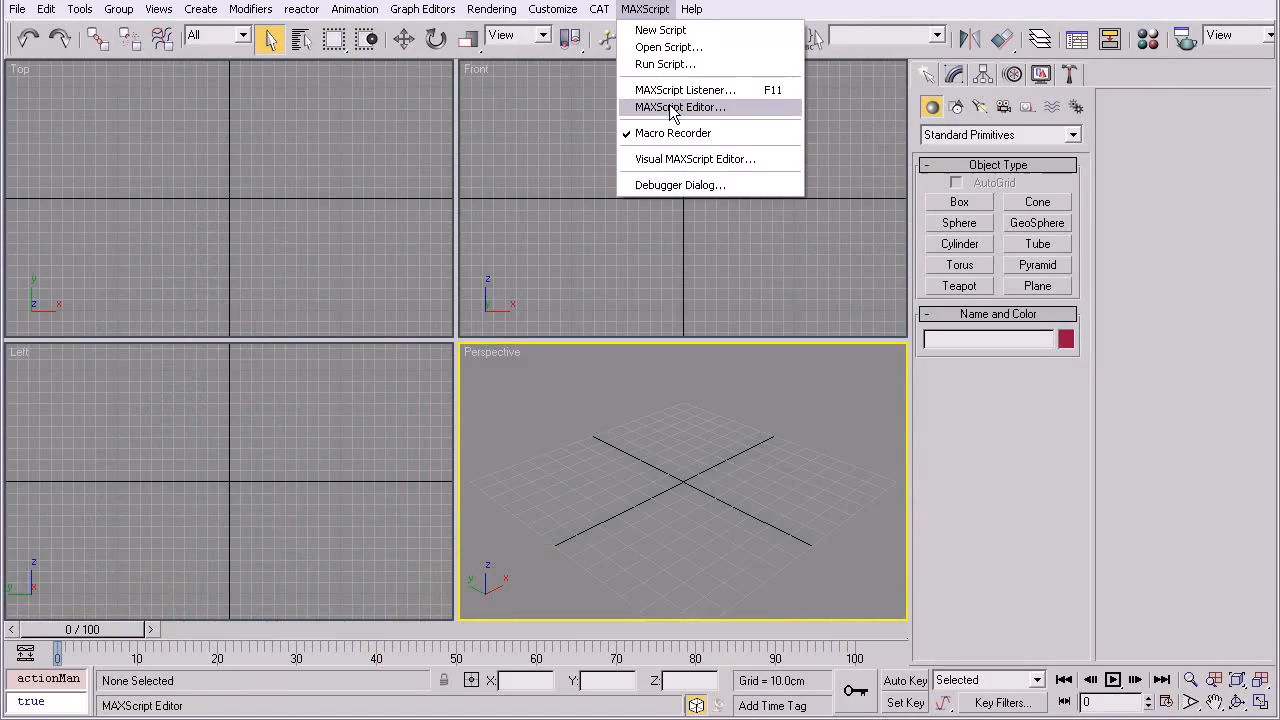 File Edit Tools Group Views Create Modifiers reactor Animation Graph Editors Rendering Customize CAT MAXScript Help
All View View
New Script
Open Script...
Run Script...
MAXScript Listener... F11
MAXScript Editor...
Macro Recorder
Visual MAXScript Editor...
Debugger Dialog...
Top
Front
Left
Perspective
y
z x
z
y x
z
y x
z
y x
Standard Primitives
- Object Type
AutoGrid
Box Cone
Sphere GeoSphere
Cylinder Tube
Torus Pyramid
Teapot Plane
- Name and Color
< 0 / 100 >
0 10 20 30 40 50 60 70 80 90 100
actionMan None Selected X: Y: Z: Grid = 10.0cm Auto Key Selected
true MAXScript Editor Add Time Tag Set Key Key Filters... 0